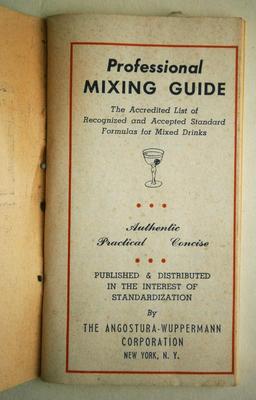 Professional
MIXING GUIDE
The Accredited List of
Recognized and Accepted Standard
Formulas for Mixed Drinks
Authentic
Practical Concise
PUBLISHED & DISTRIBUTED
IN THE INTEREST OF
STANDARDIZATION
By
THE ANGOSTURA-WUPPERMANN
CORPORATION
NEW YORK, N. Y.